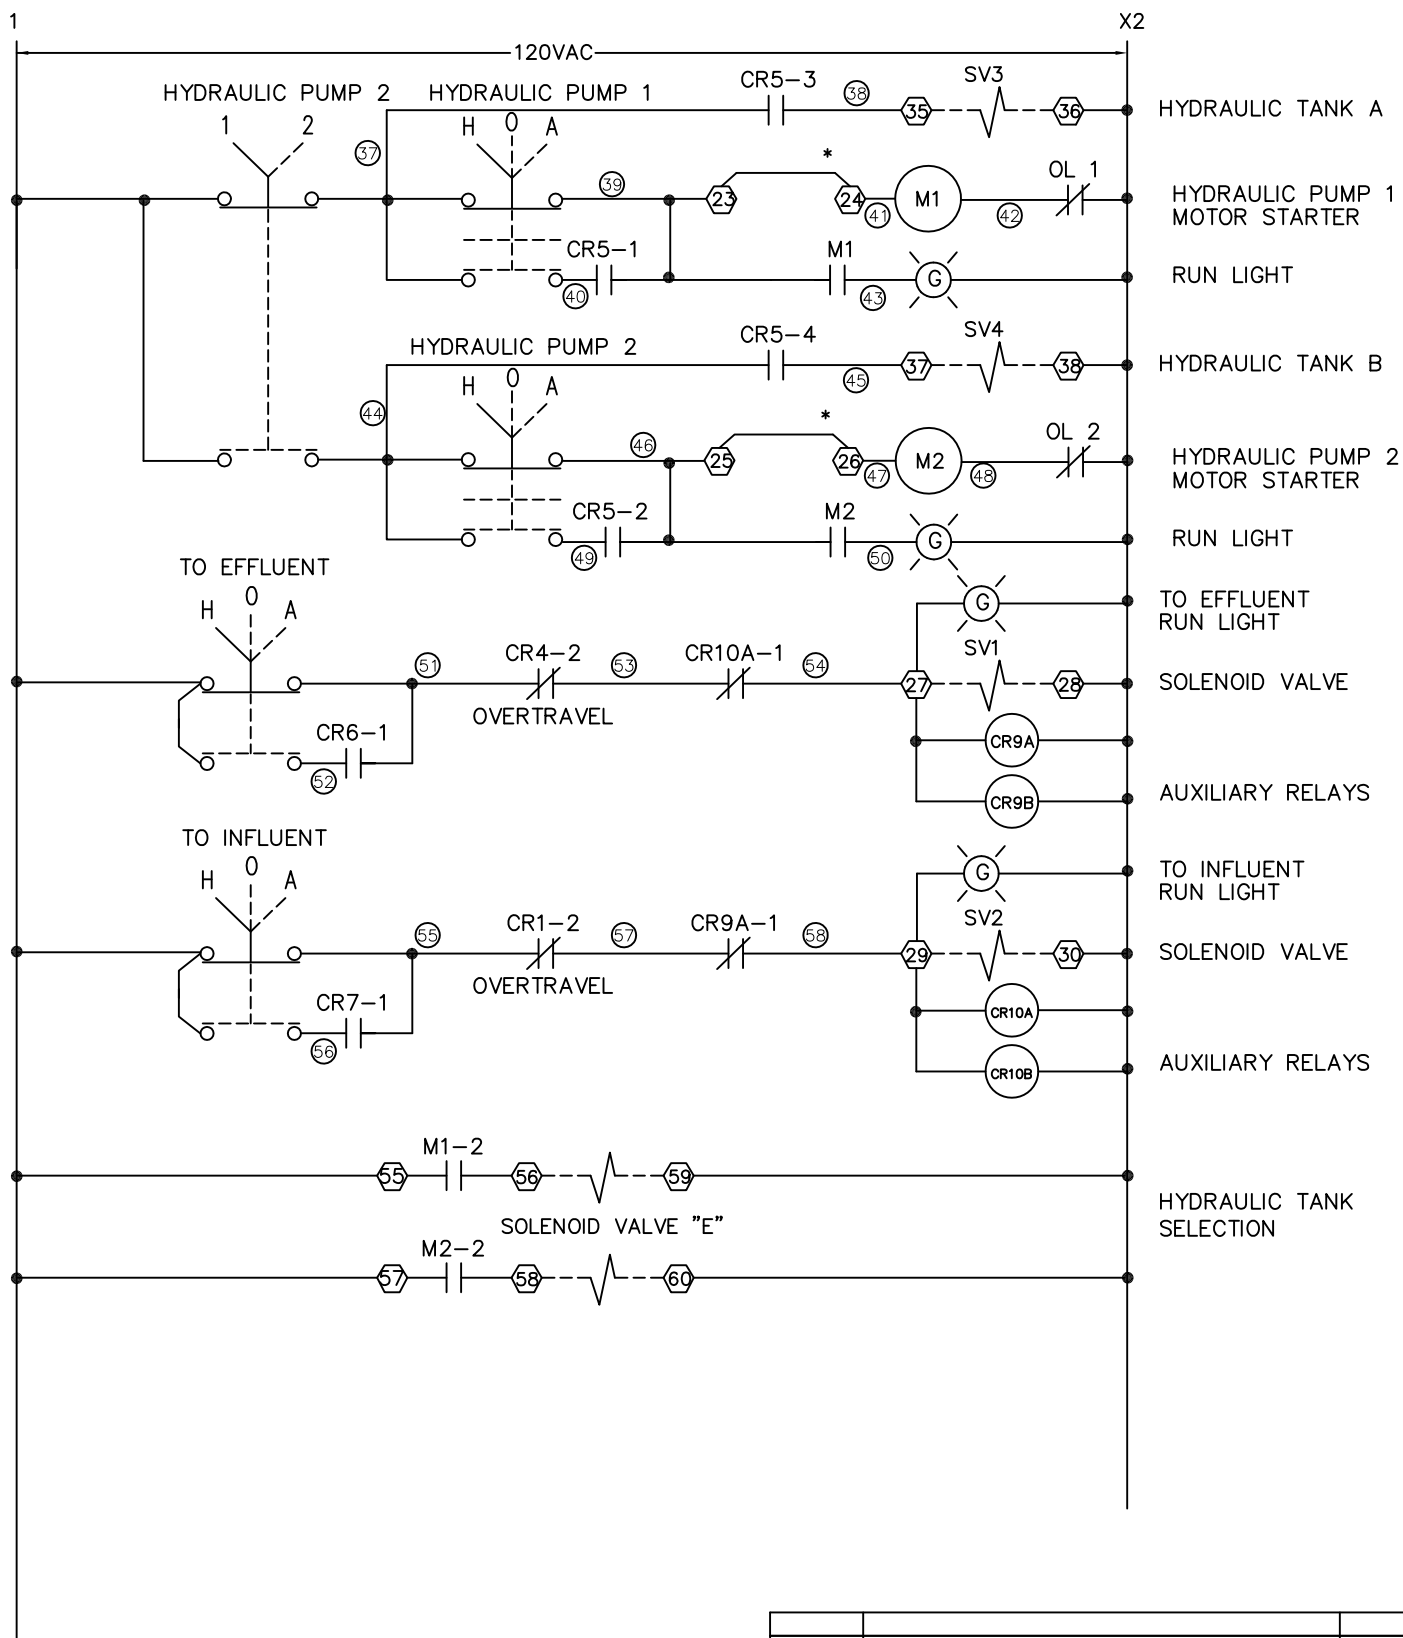 1
X2
120VAC
HYDRAULIC PUMP 2
1 2
HYDRAULIC PUMP 1
H O A
CR5-3
38
35
SV3
36
HYDRAULIC TANK A
37
39
23
*
24
41
M1
42
OL 1
HYDRAULIC PUMP 1
MOTOR STARTER
CR5-1
40
M1
43
G
RUN LIGHT
HYDRAULIC PUMP 2
H O A
CR5-4
45
37
SV4
38
HYDRAULIC TANK B
44
46
25
*
26
47
M2
48
OL 2
HYDRAULIC PUMP 2
MOTOR STARTER
CR5-2
49
M2
50
G
RUN LIGHT
TO EFFLUENT
H O A
G
TO EFFLUENT
RUN LIGHT
51
CR4-2
OVERTRAVEL
53
CR10A-1
54
27
SV1
28
SOLENOID VALVE
CR6-1
52
CR9A
CR9B
AUXILIARY RELAYS
TO INFLUENT
H O A
G
TO INFLUENT
RUN LIGHT
55
CR1-2
OVERTRAVEL
57
CR9A-1
58
29
SV2
30
SOLENOID VALVE
CR7-1
56
CR10A
CR10B
AUXILIARY RELAYS
55
M1-2
56
59
SOLENOID VALVE "E"
HYDRAULIC TANK
SELECTION
57
M2-2
58
60